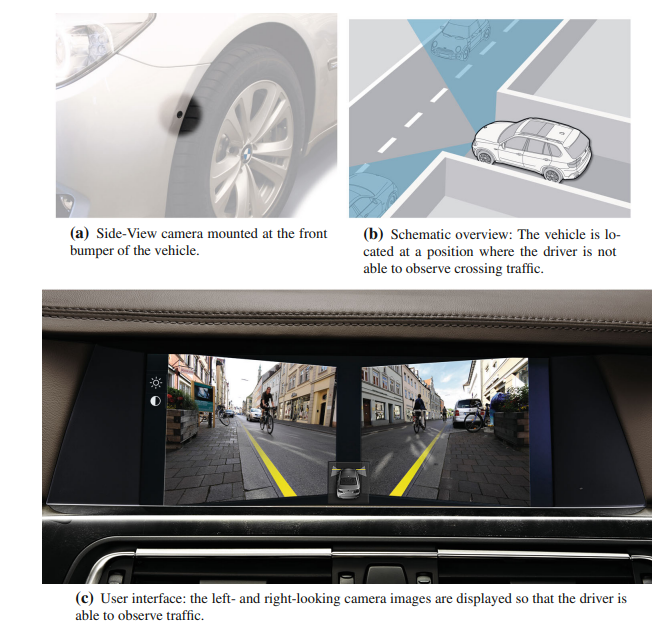 (a) Side-View camera mounted at the front
bumper of the vehicle.
(b) Schematic overview: The vehicle is lo-
cated at a position where the driver is not
able to observe crossing traffic.
(c) User interface: the left- and right-looking camera images are displayed so that the driver is
able to observe traffic.